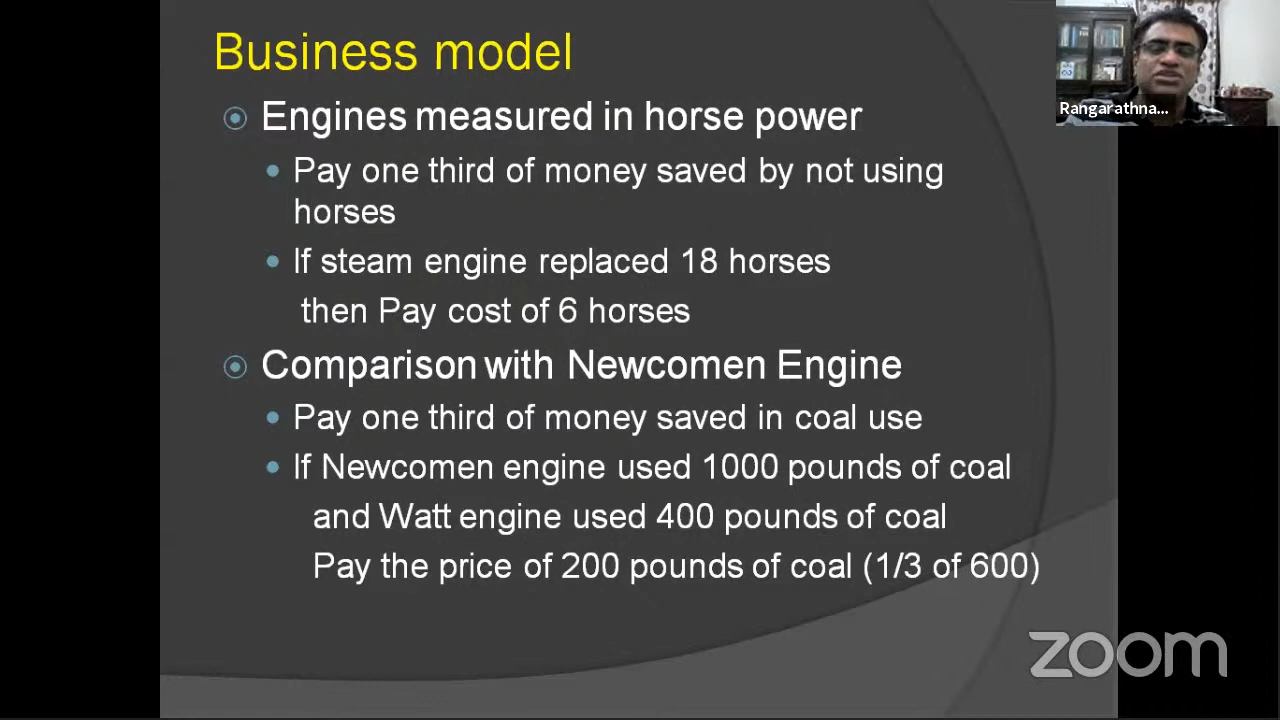 Business model
Engines measured in horse power
Pay one third of money saved by not using
horses
If steam engine replaced 18 horses
then Pay cost of 6 horses
Comparison with Newcomen Engine
Pay one third of money saved in coal use
If Newcomen engine used 1000 pounds of coal
and Watt engine used 400 pounds of coal
Pay the price of 200 pounds of coal (1/3 of 600)
Rangarathna...
zoom